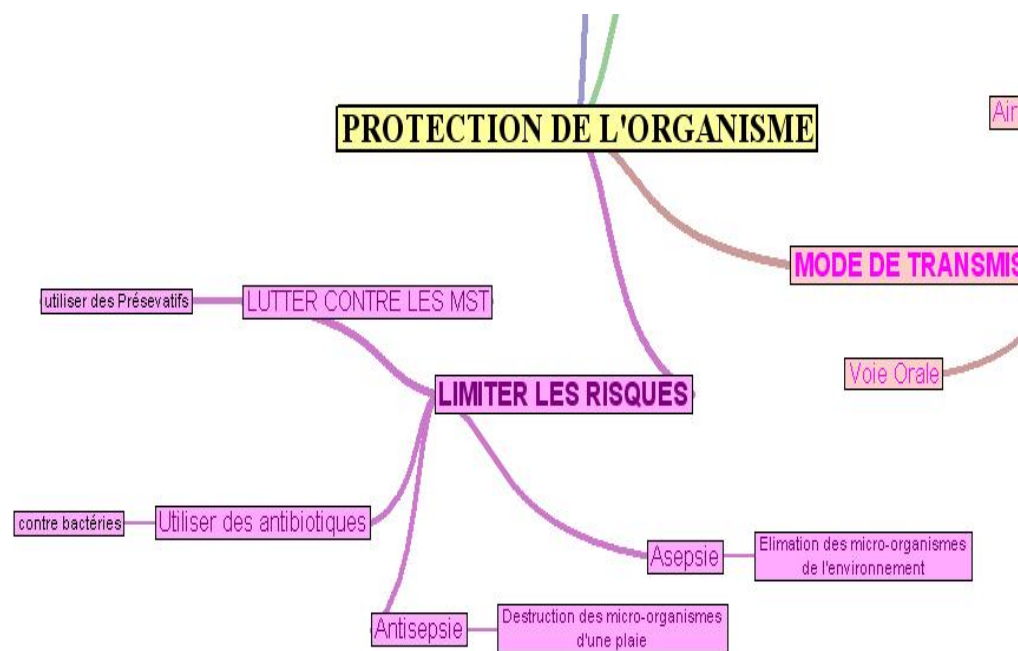 Air
PROTECTION DE L'ORGANISME
MODE DE TRANSMIS
utiliser des Présevatifs
LUTTER CONTRE LES MST
Voie Orale
LIMITER LES RISQUES
contre bactéries
Utiliser des antibiotiques
Asepsie
Elimation des micro-organismes
de l'environnement
Antisepsie
Destruction des micro-organismes
d'une plaie